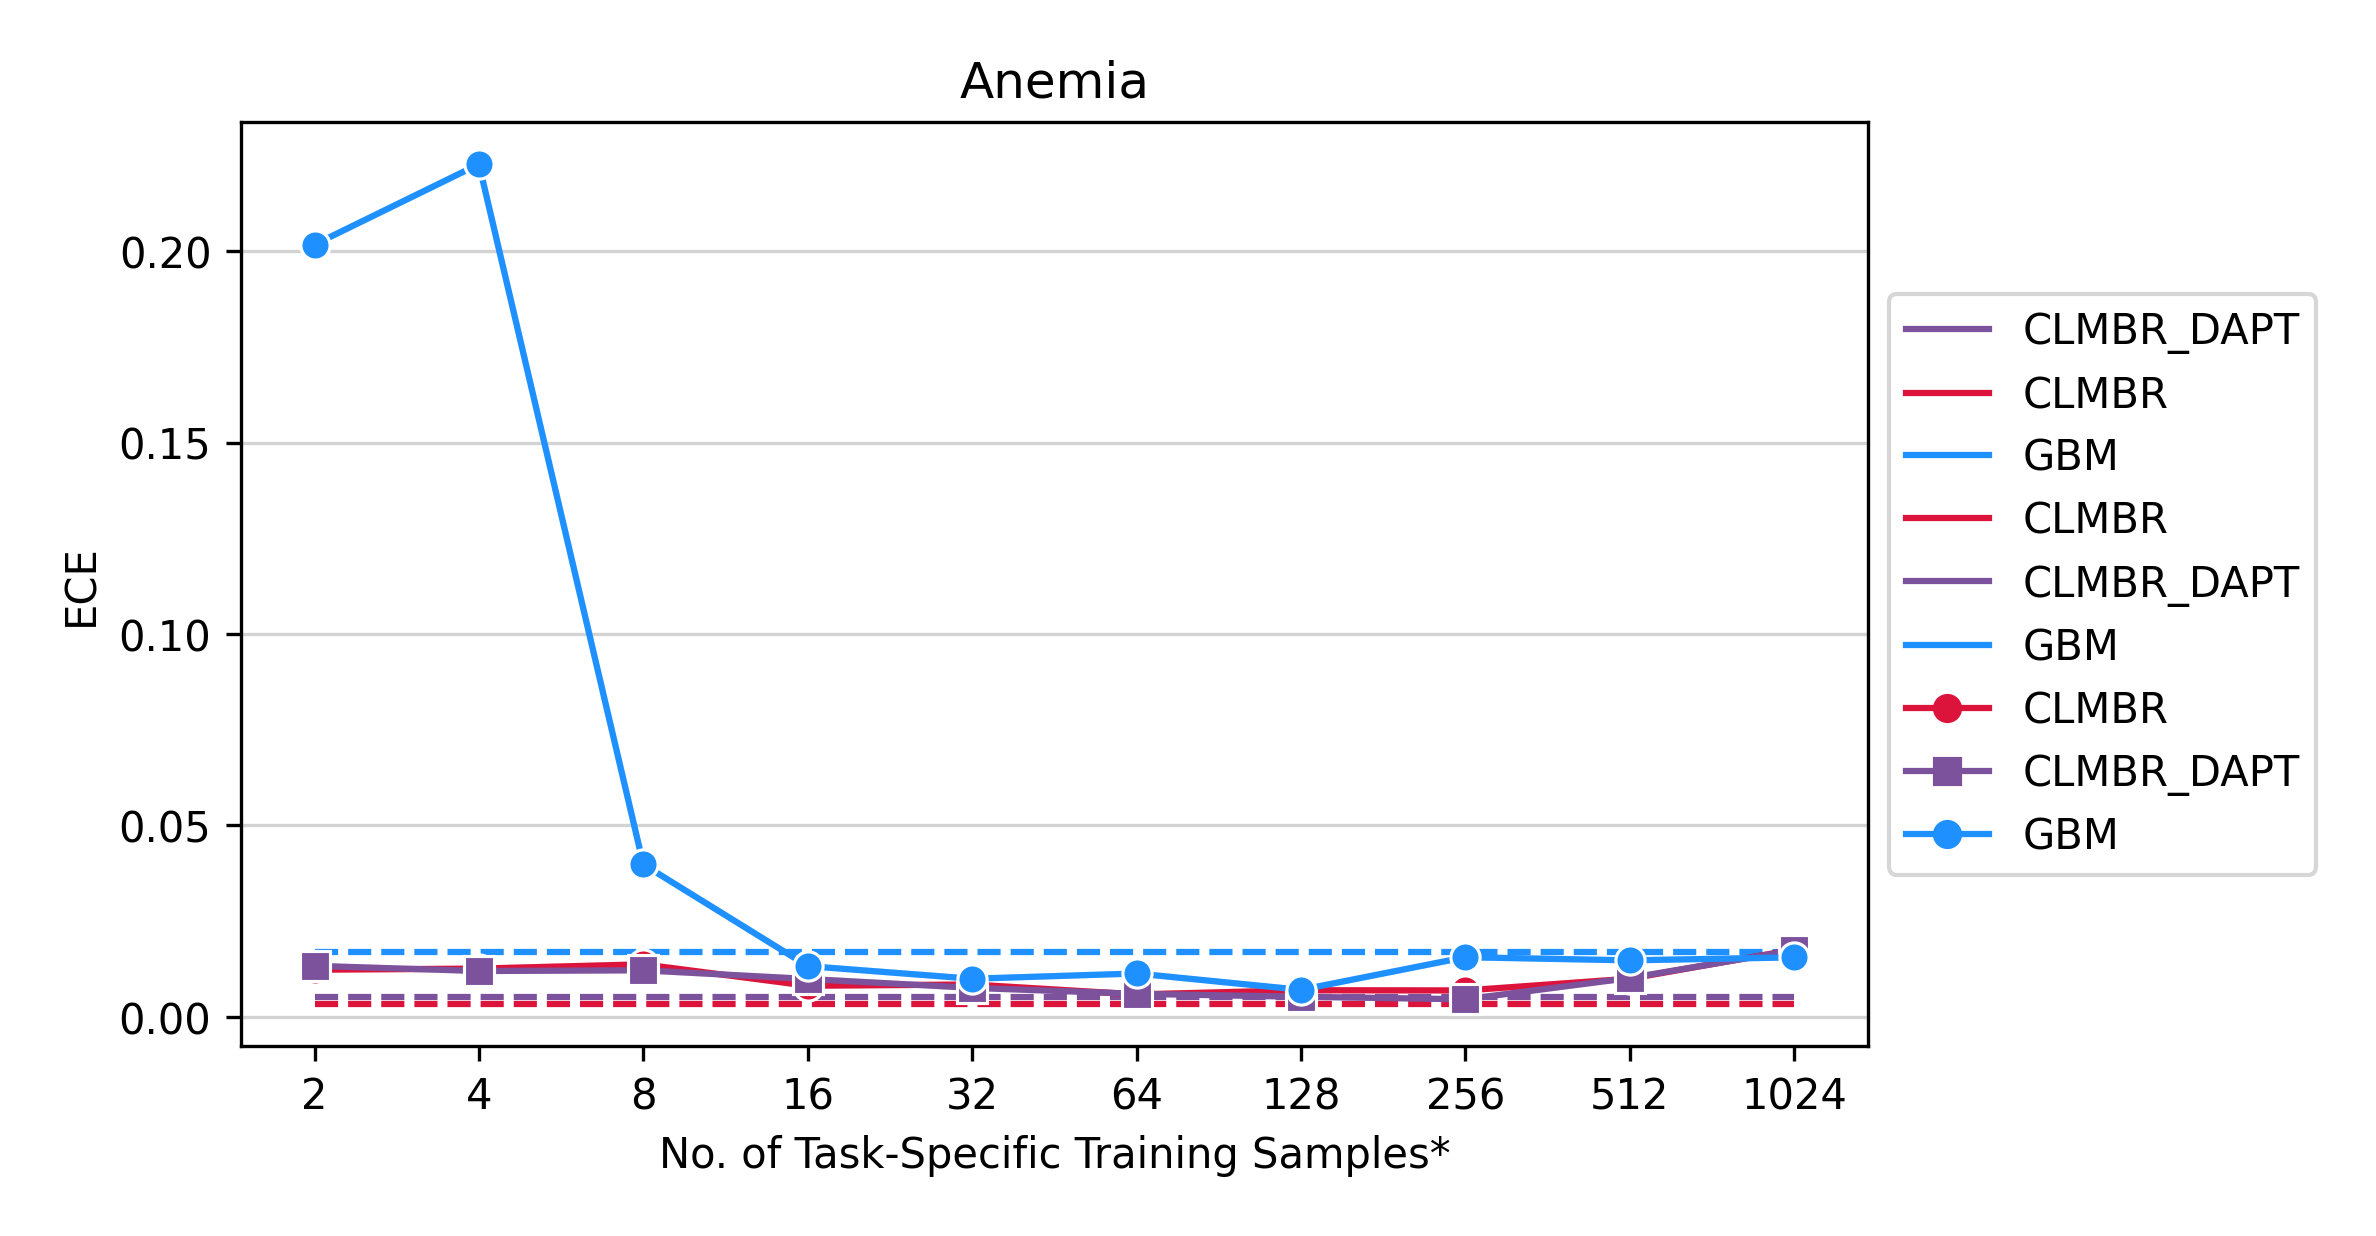 Anemia
0.20
0.15
0.10
0.05
0.00
ECE
2 4 8 16 32 64 128 256 512 1024
No. of Task-Specific Training Samples*
CLMBR_DAPT
CLMBR
GBM
CLMBR
CLMBR_DAPT
GBM
CLMBR
CLMBR_DAPT
GBM